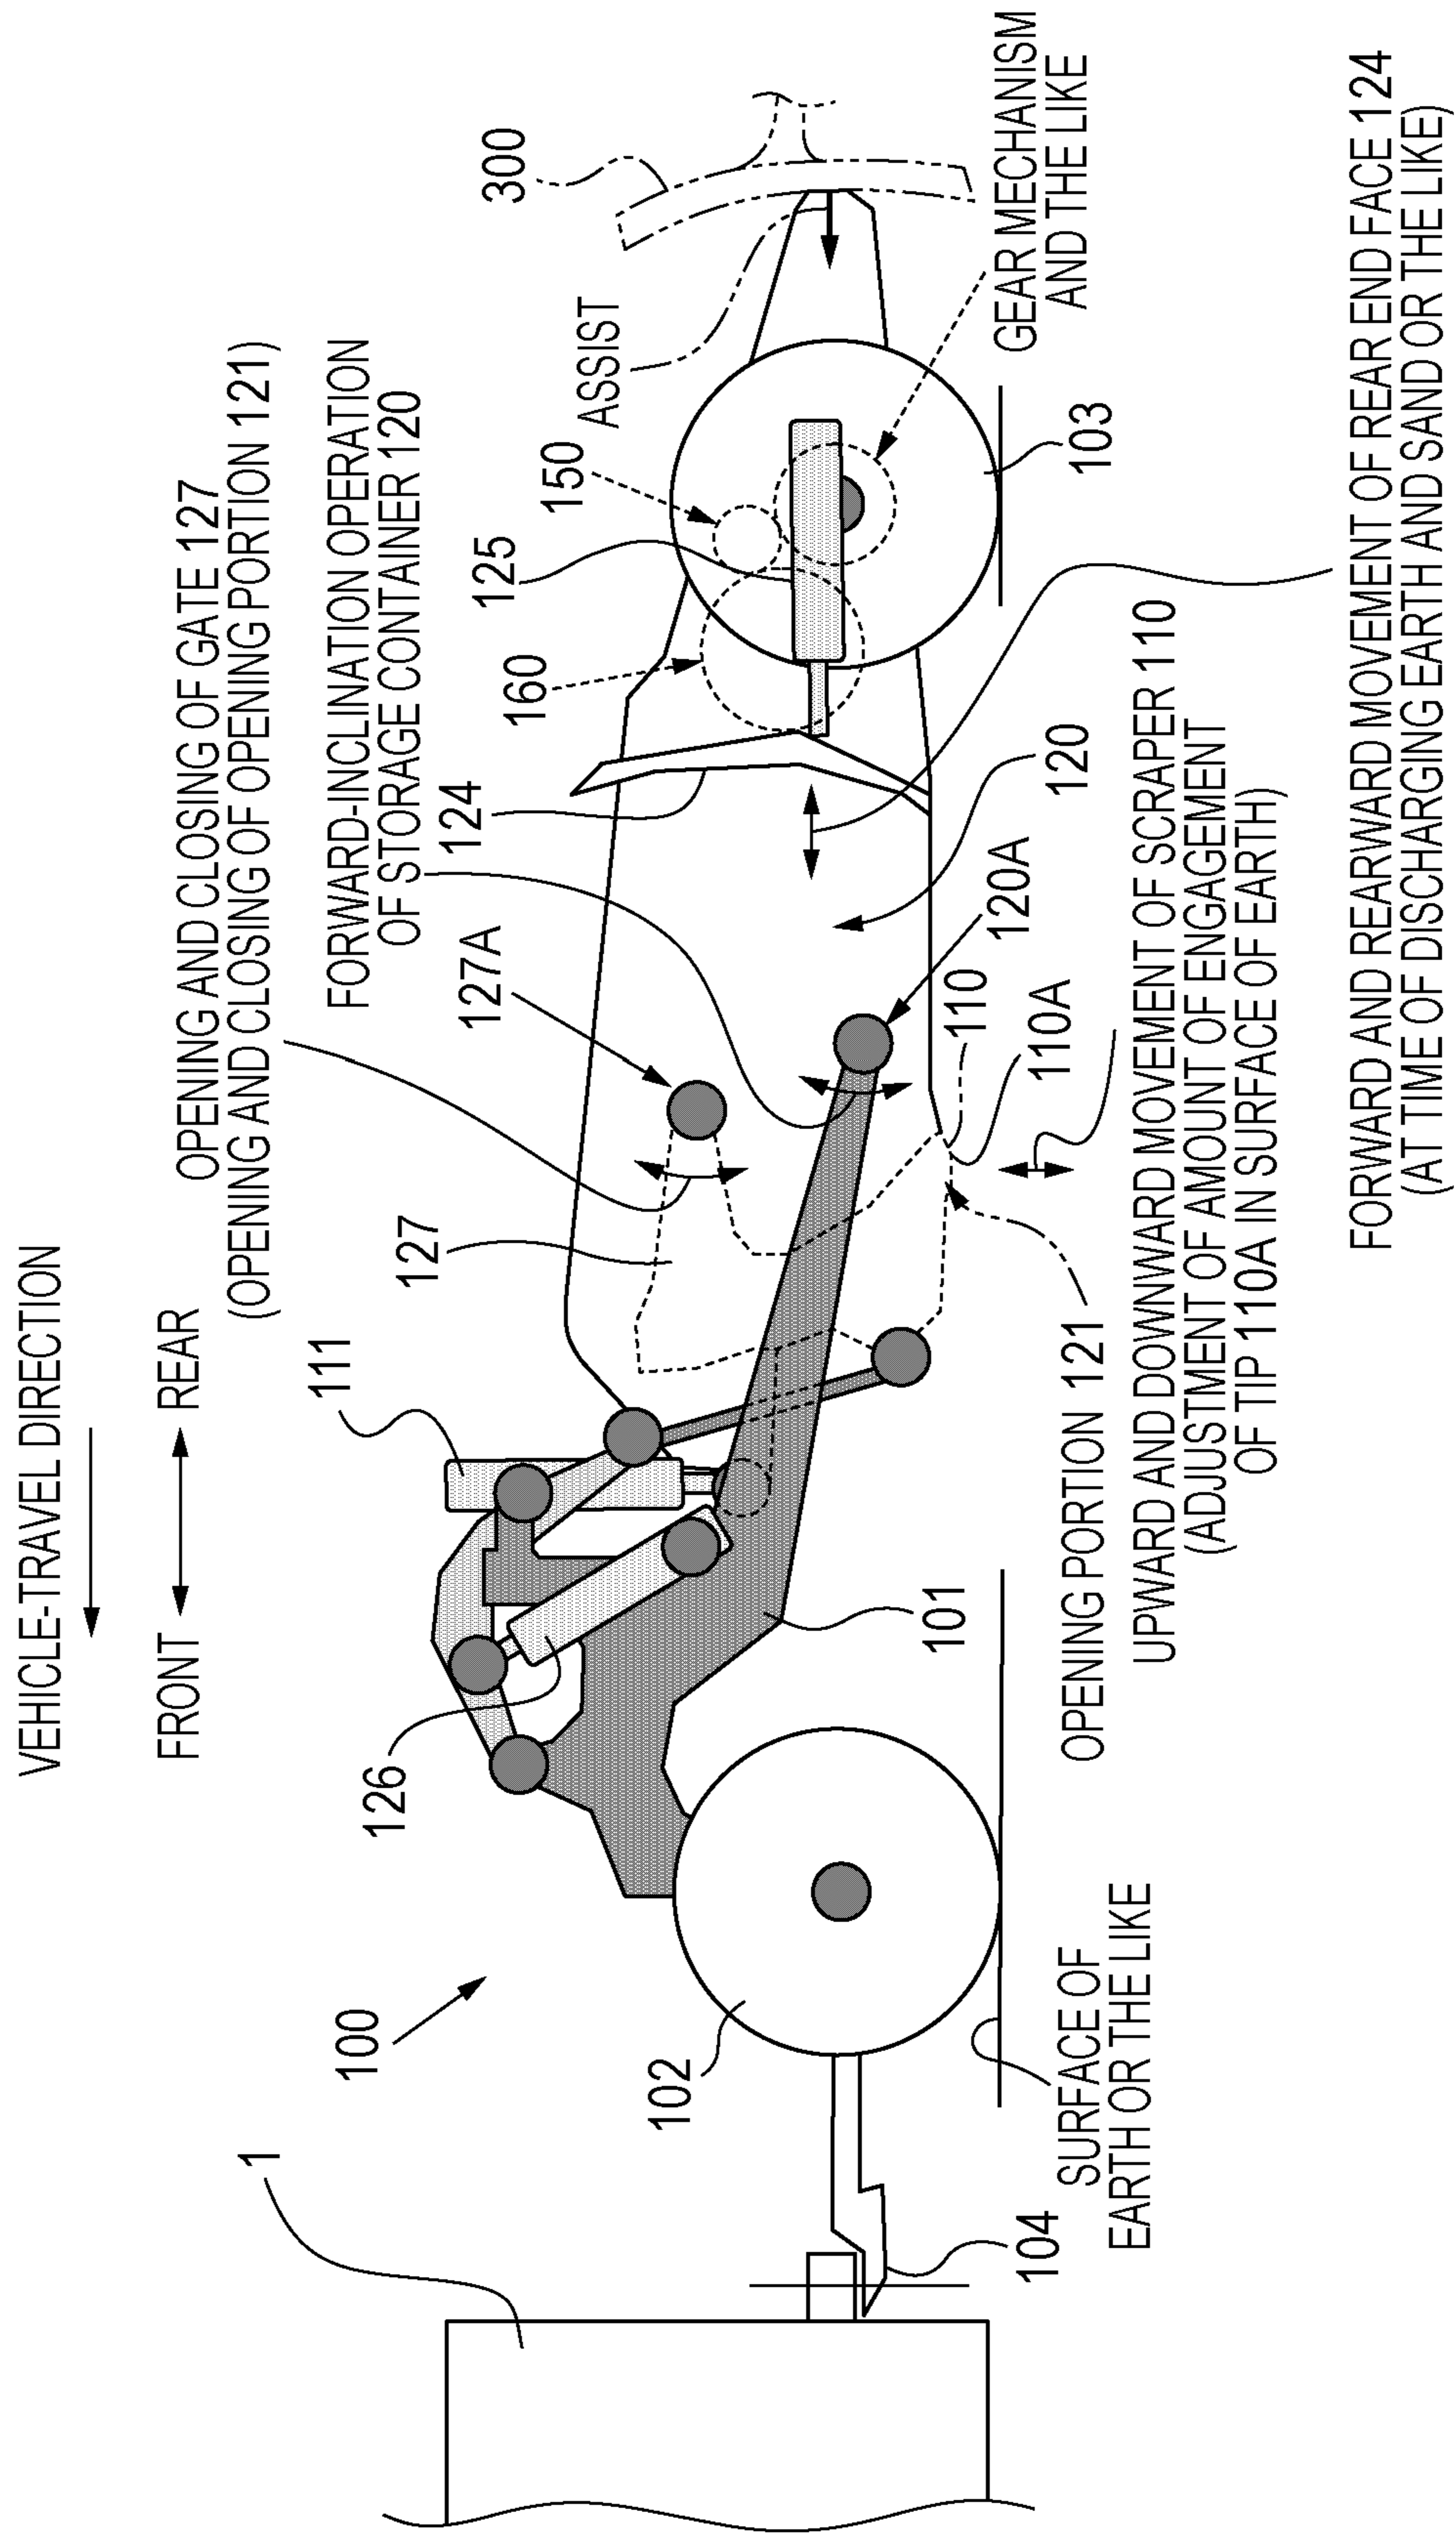 VEHICLE-TRAVEL DIRECTION
FRONT
REAR
OPENING AND CLOSING OF GATE 127
(OPENING AND CLOSING OF OPENING PORTION 121)
FORWARD-INCLINATION OPERATION
OF STORAGE CONTAINER 120
1
100
126
111
127
127A
124
160
125
150
ASSIST
300
102
104
SURFACE OF
EARTH OR THE LIKE
101
OPENING PORTION 121
110A
110
120A
120
103
GEAR MECHANISM
AND THE LIKE
UPWARD AND DOWNWARD MOVEMENT OF SCRAPER 110
(ADJUSTMENT OF AMOUNT OF ENGAGEMENT
OF TIP 110A IN SURFACE OF EARTH)
FORWARD AND REARWARD MOVEMENT OF REAR END FACE 124
(AT TIME OF DISCHARGING EARTH AND SAND OR THE LIKE)